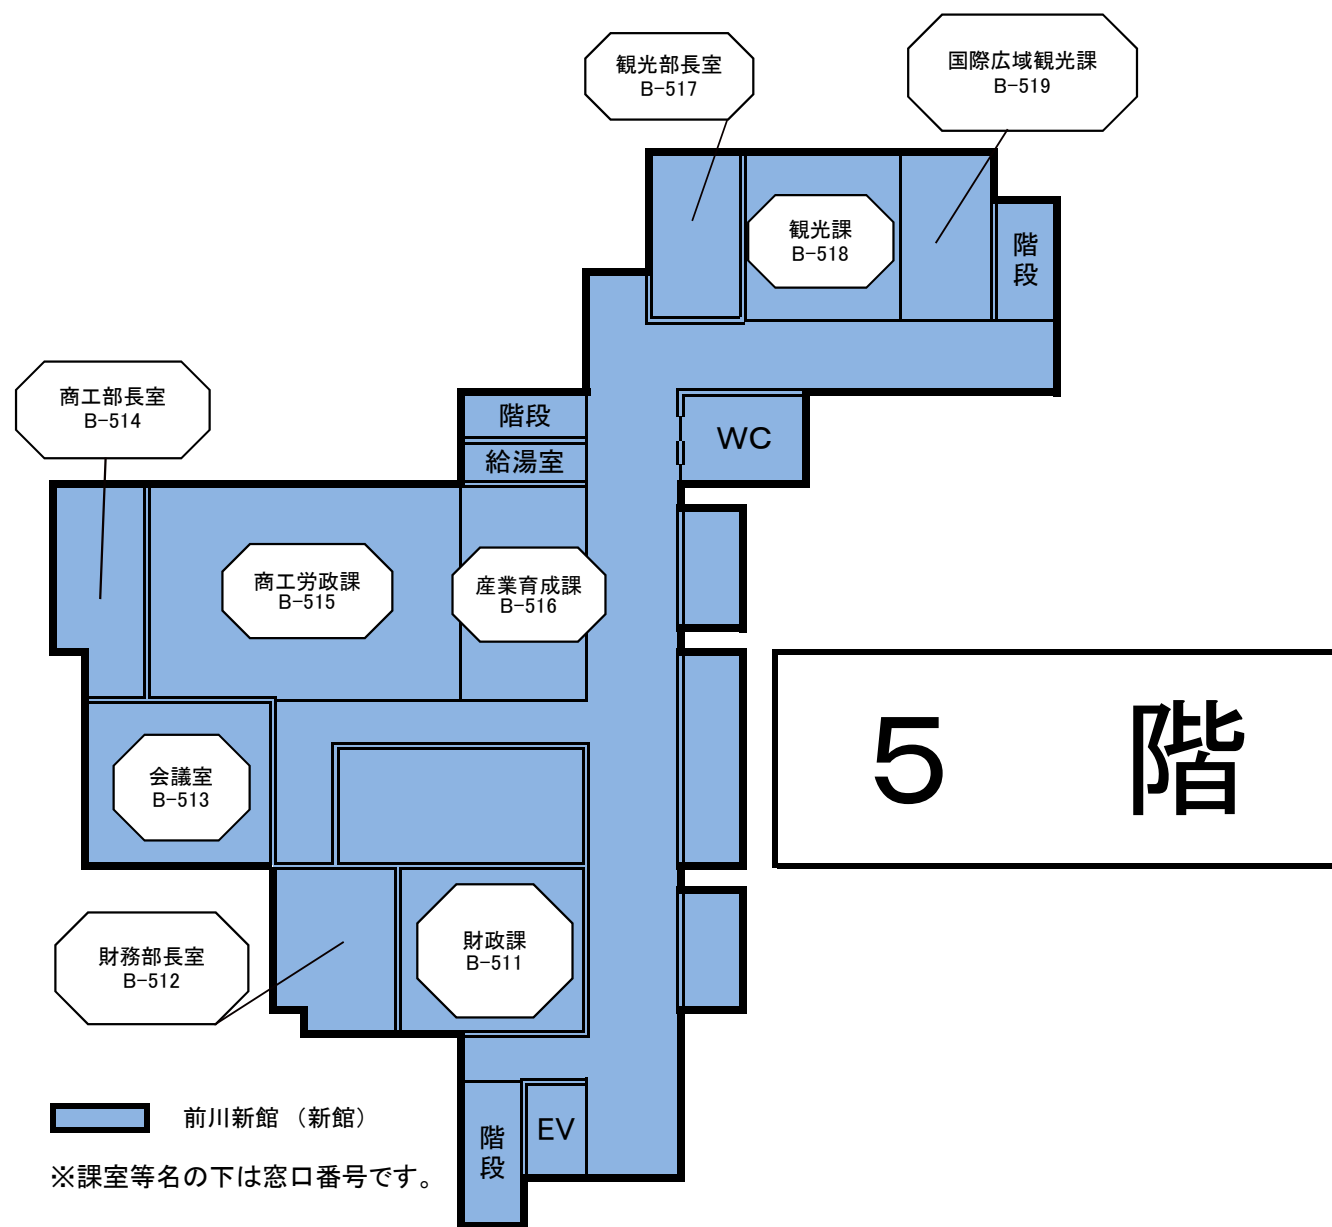 観光部長室
B-517
国際広域観光課
B-519
観光課
B-518
階
段
商工部長室
B-514
階段
給湯室
WC
商工労政課
B-515
産業育成課
B-516
5 階
会議室
B-513
財務部長室
B-512
財政課
B-511
前川新館 （新館）
階
段
EV
※課室等名の下は窓口番号です。